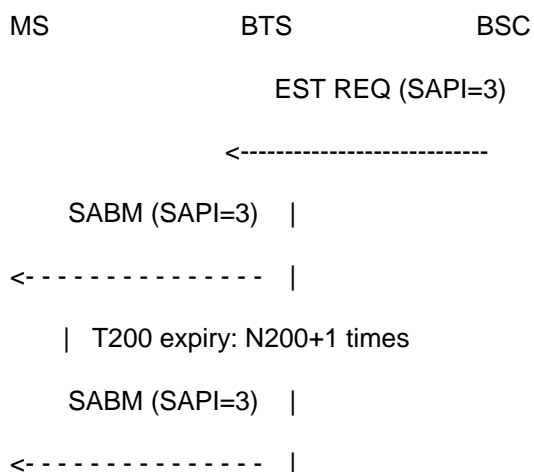 MS BTS BSC
EST REQ (SAPI=3)
<----------------------------
SABM (SAPI=3) |
<- - - - - - - - - - - - - - - |
| T200 expiry: N200+1 times
SABM (SAPI=3) |
<- - - - - - - - - - - - - - - |